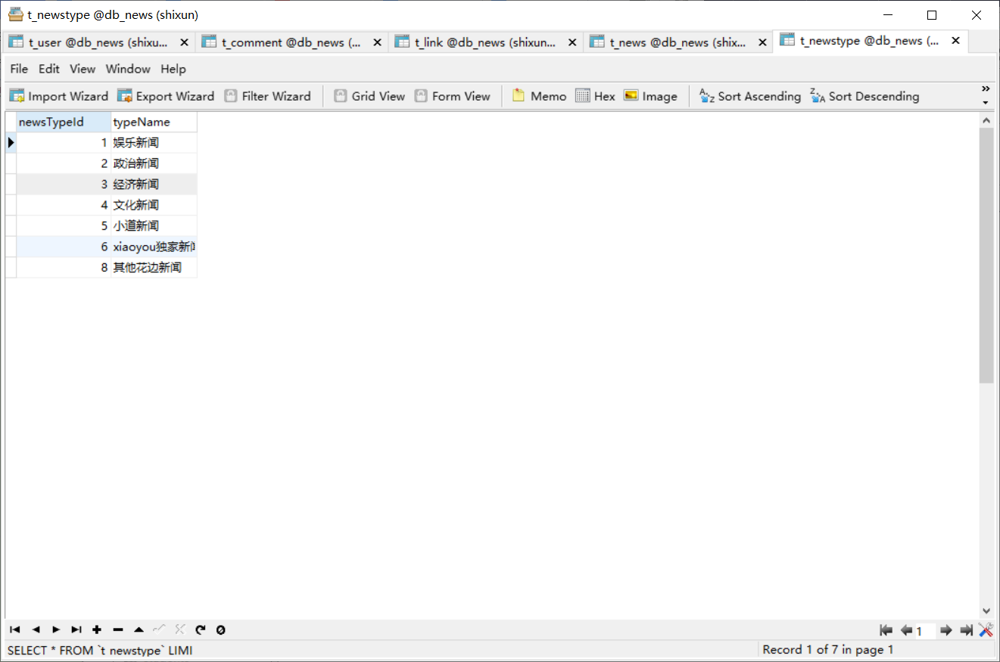 t_newstype @db_news (shixun)
t_user @db_news (shixu... t_comment @db_news (... t_link @db_news (shixun... t_news @db_news (shix... t_newstype @db_news (...
File Edit View Window Help
Import Wizard Export Wizard Filter Wizard Grid View Form View Memo Hex Image Sort Ascending Sort Descending
newsTypeId typeName
1 娱乐新闻
2 政治新闻
3 经济新闻
4 文化新闻
5 小道新闻
6 xiaoyou独家新闻
8 其他花边新闻
1
SELECT * FROM `t newstype` LIMI Record 1 of 7 in page 1